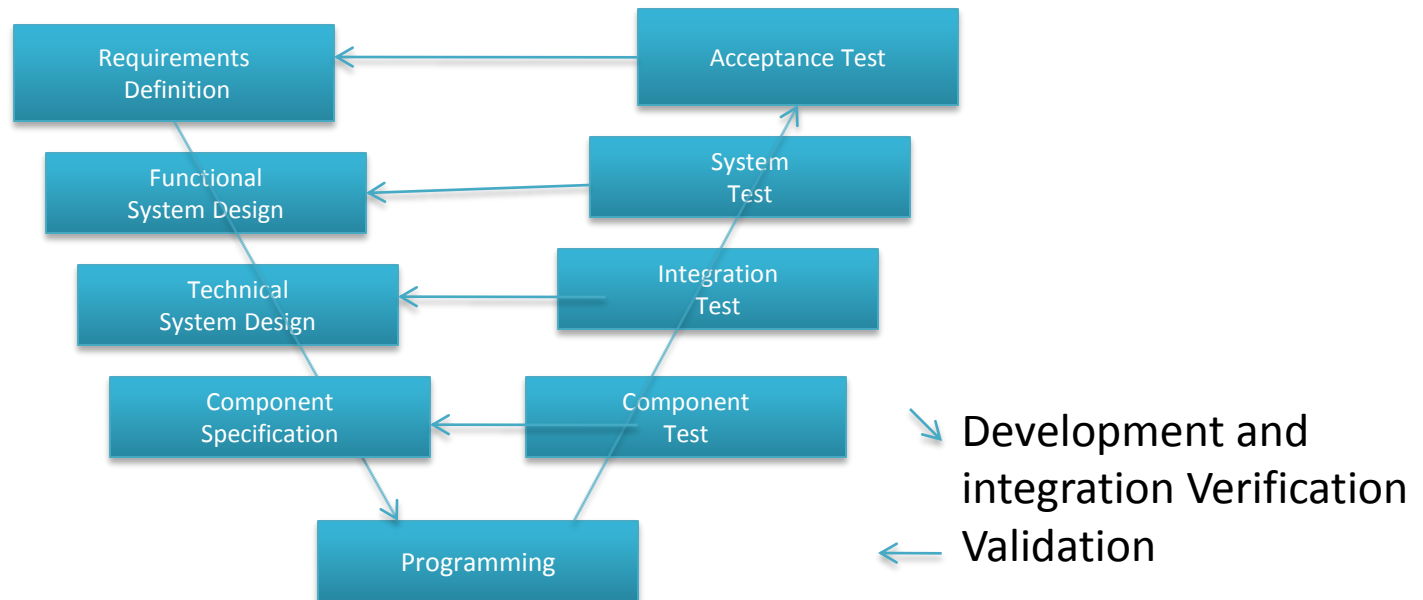 Requirements
Definition
Acceptance Test
Functional
System Design
System
Test
Technical
System Design
Integration
Test
Component
Specification
Component
Test
Programming
Development and
integration Verification
Validation